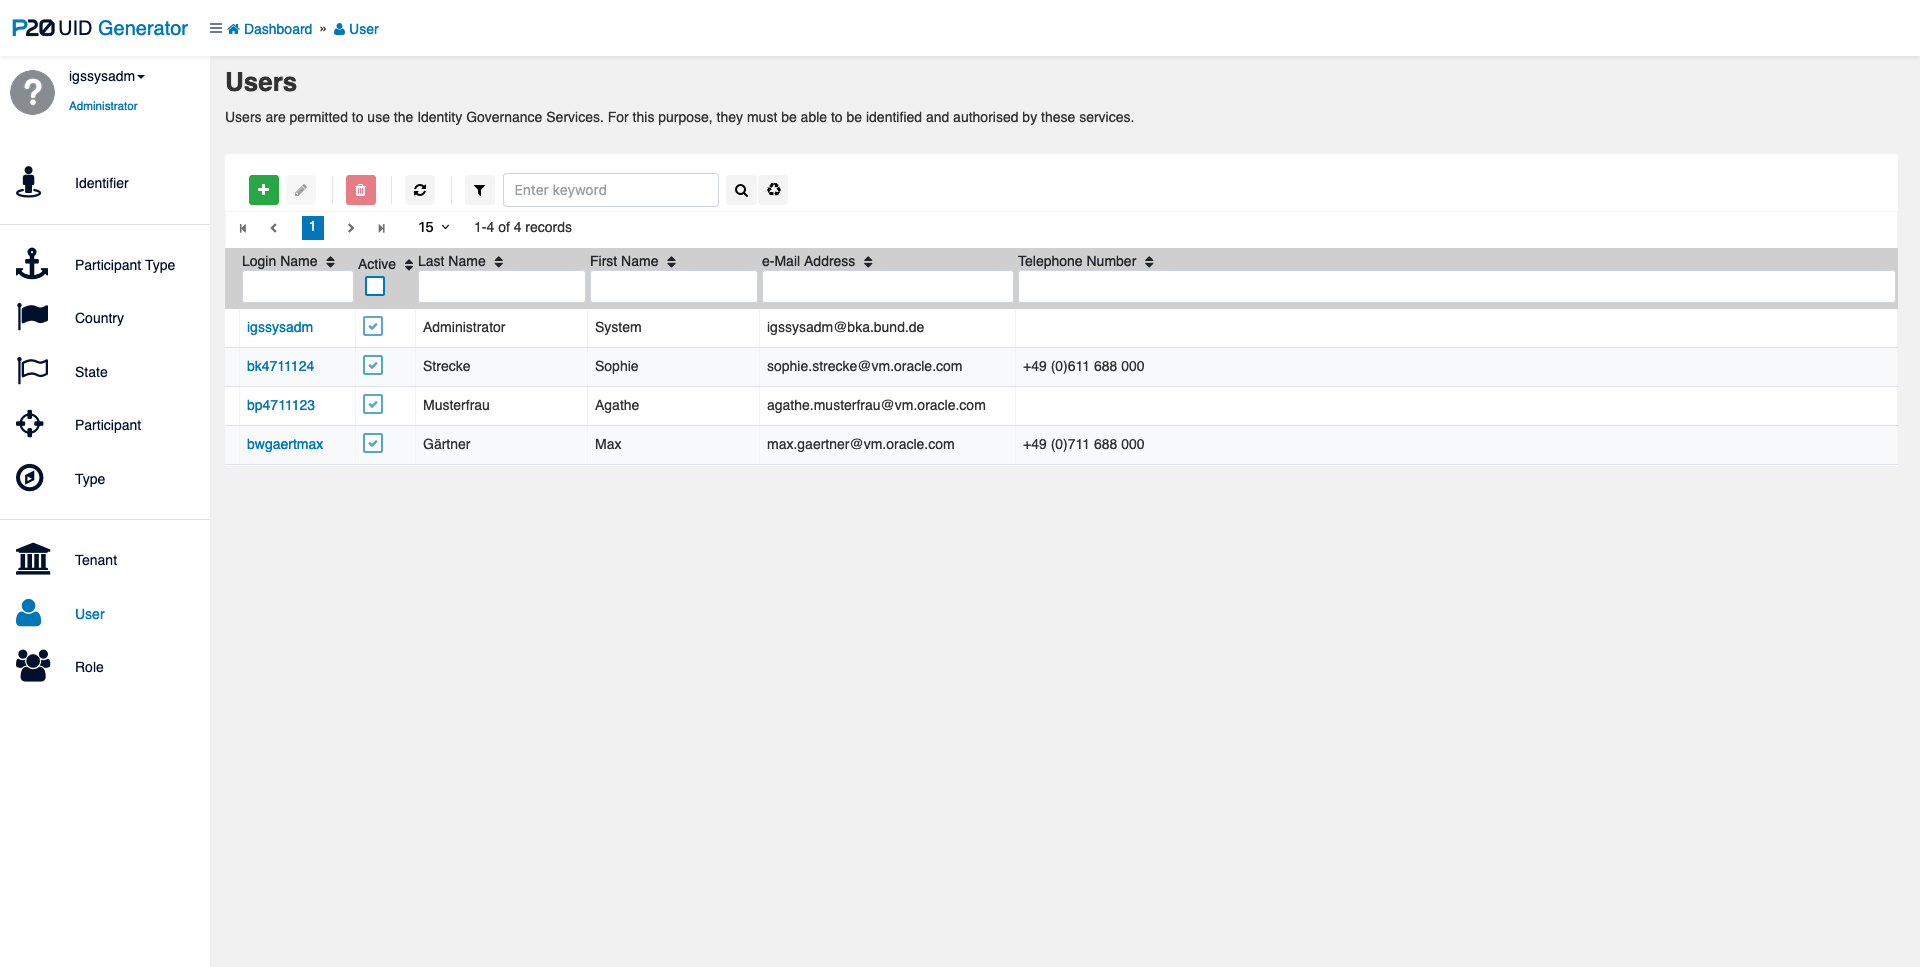 P20 UID Generator
Dashboard » User
igssysadm
Administrator
Identifier
Participant Type
Country
State
Participant
Type
Tenant
User
Role
Users
Users are permitted to use the Identity Governance Services. For this purpose, they must be able to be identified and authorised by these services.
Enter keyword
1 15 1-4 of 4 records
Login Name Active Last Name First Name e-Mail Address Telephone Number
igssysadm Administrator System igssysadm@bka.bund.de
bk4711124 Strecke Sophie sophie.strecke@vm.oracle.com +49 (0)611 688 000
bp4711123 Musterfrau Agathe agathe.musterfrau@vm.oracle.com
bwgaertmax Gärtner Max max.gaertner@vm.oracle.com +49 (0)711 688 000